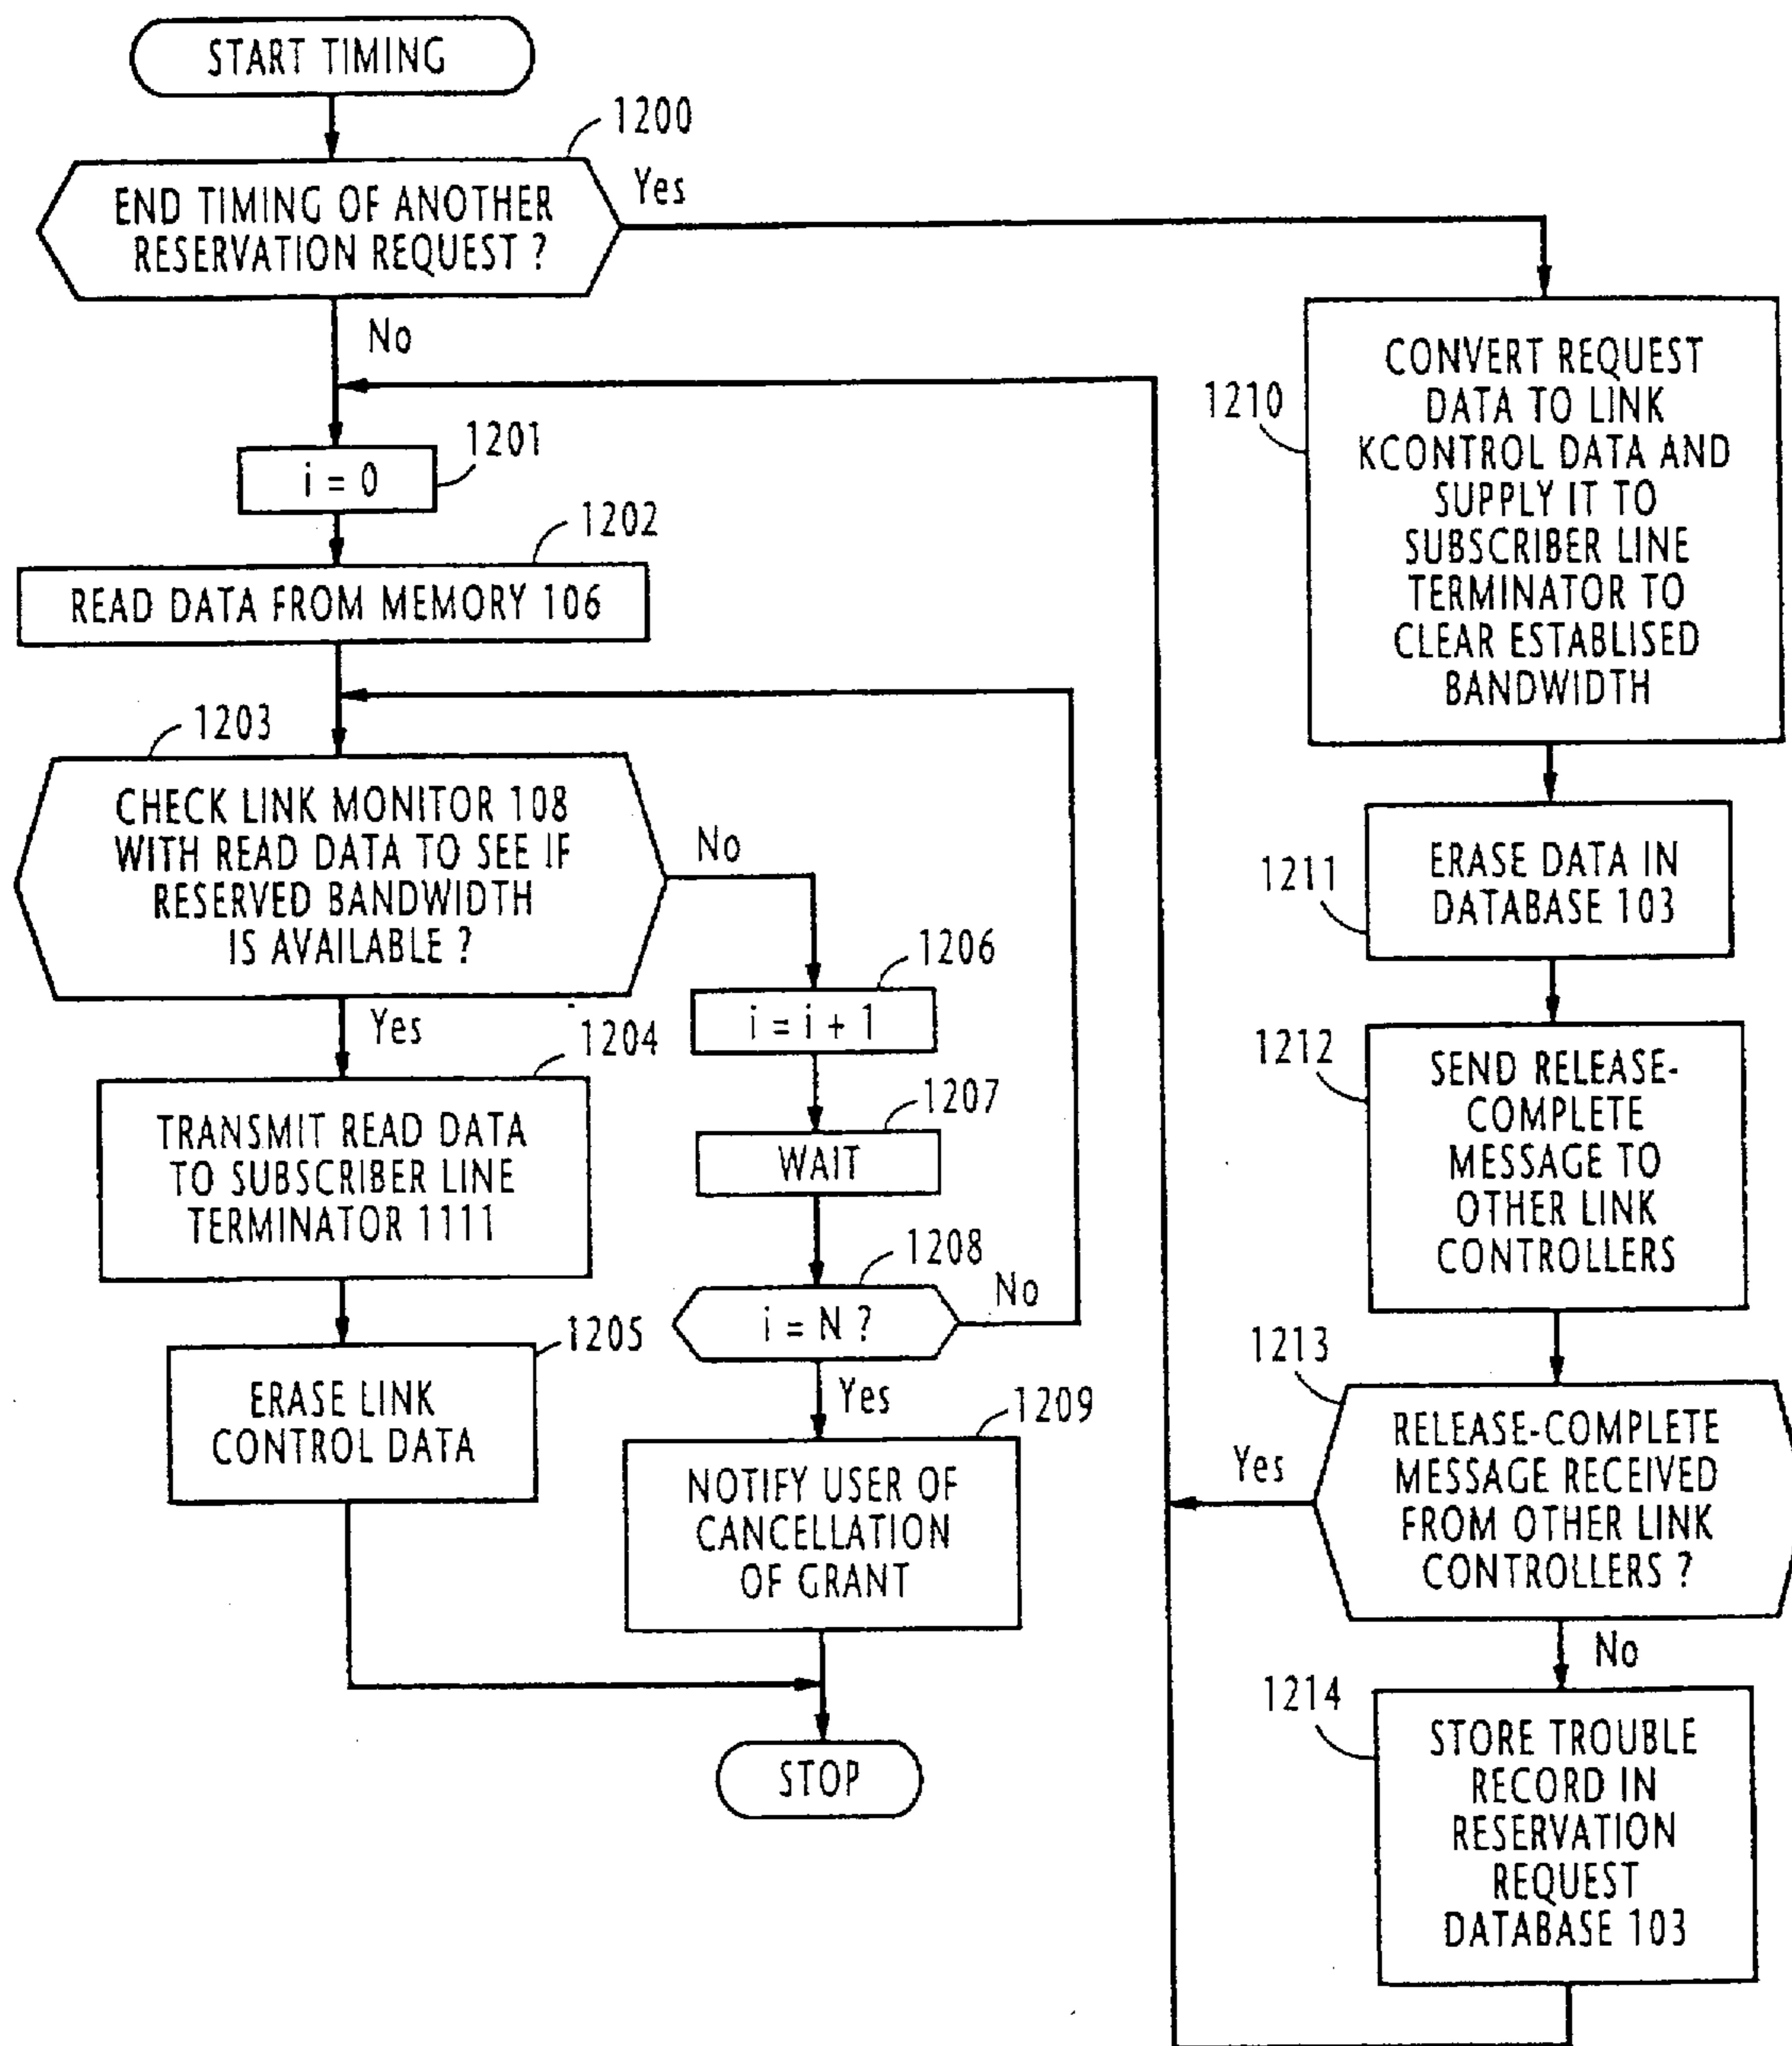 START TIMING
1200
END TIMING OF ANOTHER
RESERVATION REQUEST ?
Yes
No
1201
i = 0
1202
READ DATA FROM MEMORY 106
1203
CHECK LINK MONITOR 108
WITH READ DATA TO SEE IF
RESERVED BANDWIDTH
IS AVAILABLE ?
No
Yes
1204
TRANSMIT READ DATA
TO SUBSCRIBER LINE
TERMINATOR 1111
1205
ERASE LINK
CONTROL DATA
1206
i = i + 1
1207
WAIT
1208
i = N ?
No
Yes
1209
NOTIFY USER OF
CANCELLATION
OF GRANT
STOP
1210
CONVERT REQUEST
DATA TO LINK
KCONTROL DATA AND
SUPPLY IT TO
SUBSCRIBER LINE
TERMINATOR TO
CLEAR ESTABLISED
BANDWIDTH
1211
ERASE DATA IN
DATABASE 103
1212
SEND RELEASE-
COMPLETE
MESSAGE TO
OTHER LINK
CONTROLLERS
1213
RELEASE-COMPLETE
MESSAGE RECEIVED
FROM OTHER LINK
CONTROLLERS ?
Yes
No
1214
STORE TROUBLE
RECORD IN
RESERVATION
REQUEST
DATABASE 103